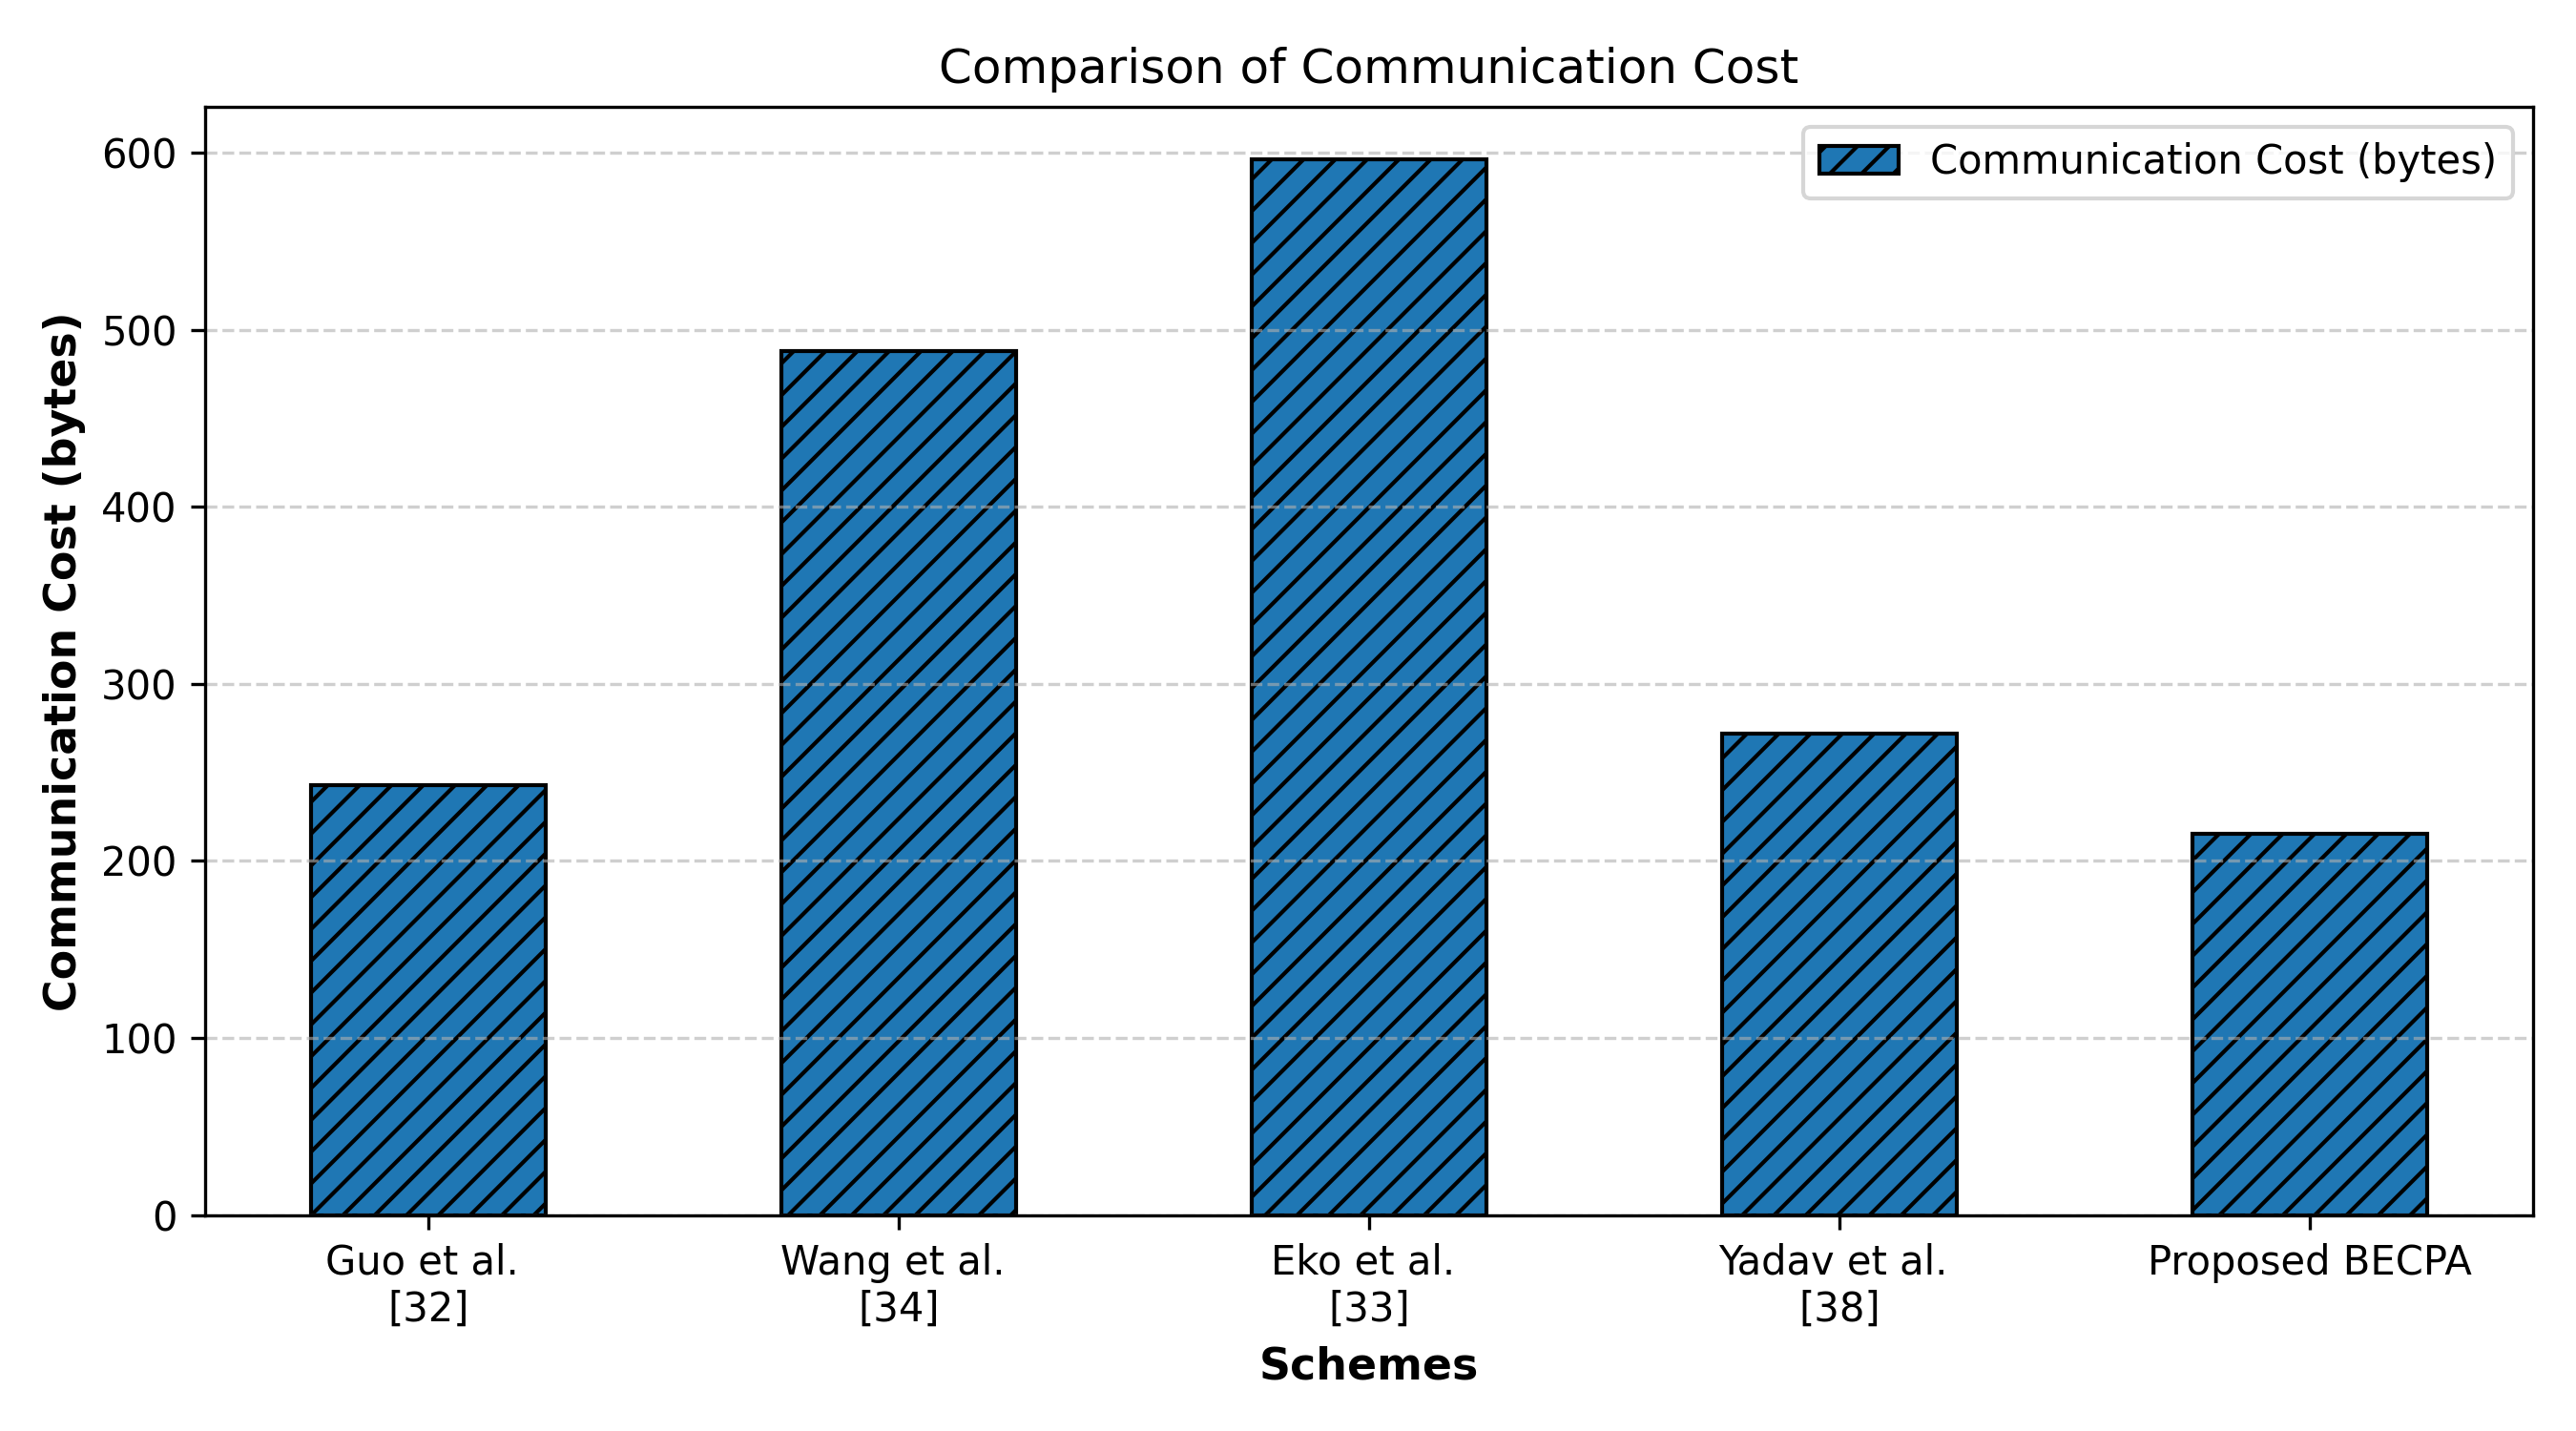 Comparison of Communication Cost
Communication Cost (bytes)
600
500
400
300
200
100
0
Communication Cost (bytes)
Guo et al.
[32]
Wang et al.
[34]
Eko et al.
[33]
Yadav et al.
[38]
Proposed BECPA
Schemes